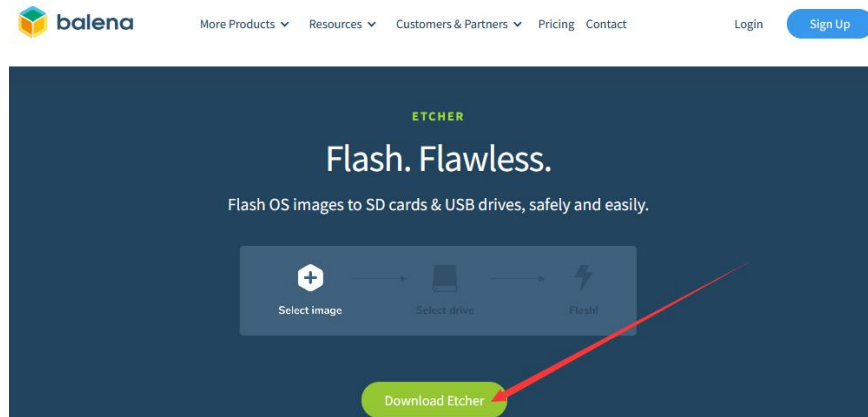 balena More Products Resources Customers & Partners Pricing Contact Login Sign Up
ETCHER
Flash. Flawless.
Flash OS images to SD cards & USB drives, safely and easily.
Select image Select drive Flash!
Download Etcher